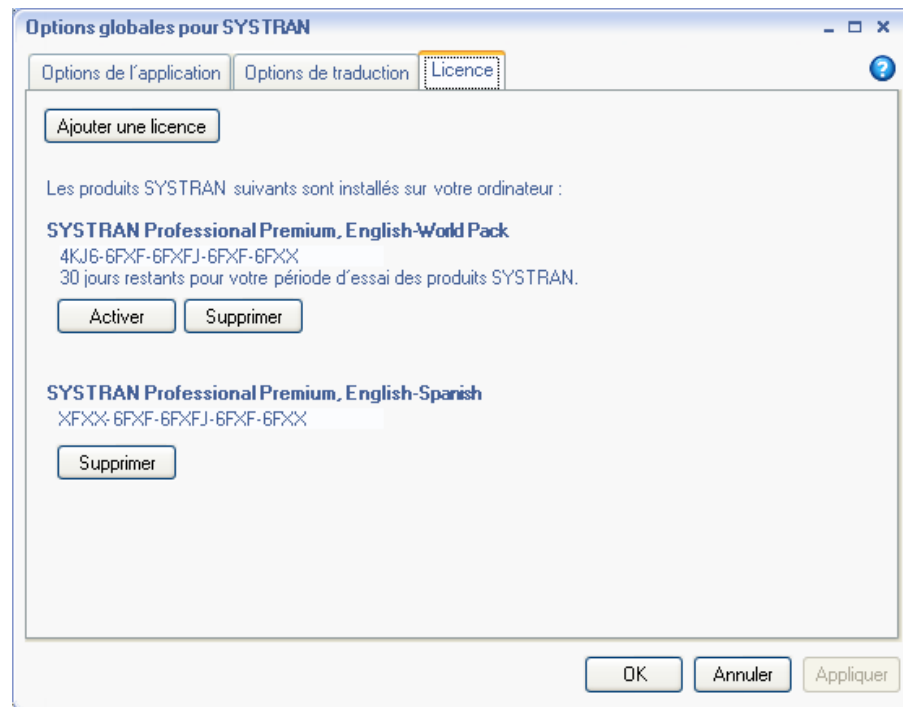 Options globales pour SYSTRAN
Options de l'application Options de traduction Licence
Ajouter une licence
Les produits SYSTRAN suivants sont installés sur votre ordinateur :
SYSTRAN Professional Premium, English-World Pack
4KJ6-6FXF-6FXFJ-6FXF-6FXX
30 jours restants pour votre période d'essai des produits SYSTRAN.
Activer Supprimer
SYSTRAN Professional Premium, English-Spanish
XFXX-6FXF-6FXFJ-6FXF-6FXX
Supprimer
OK Annuler Appliquer